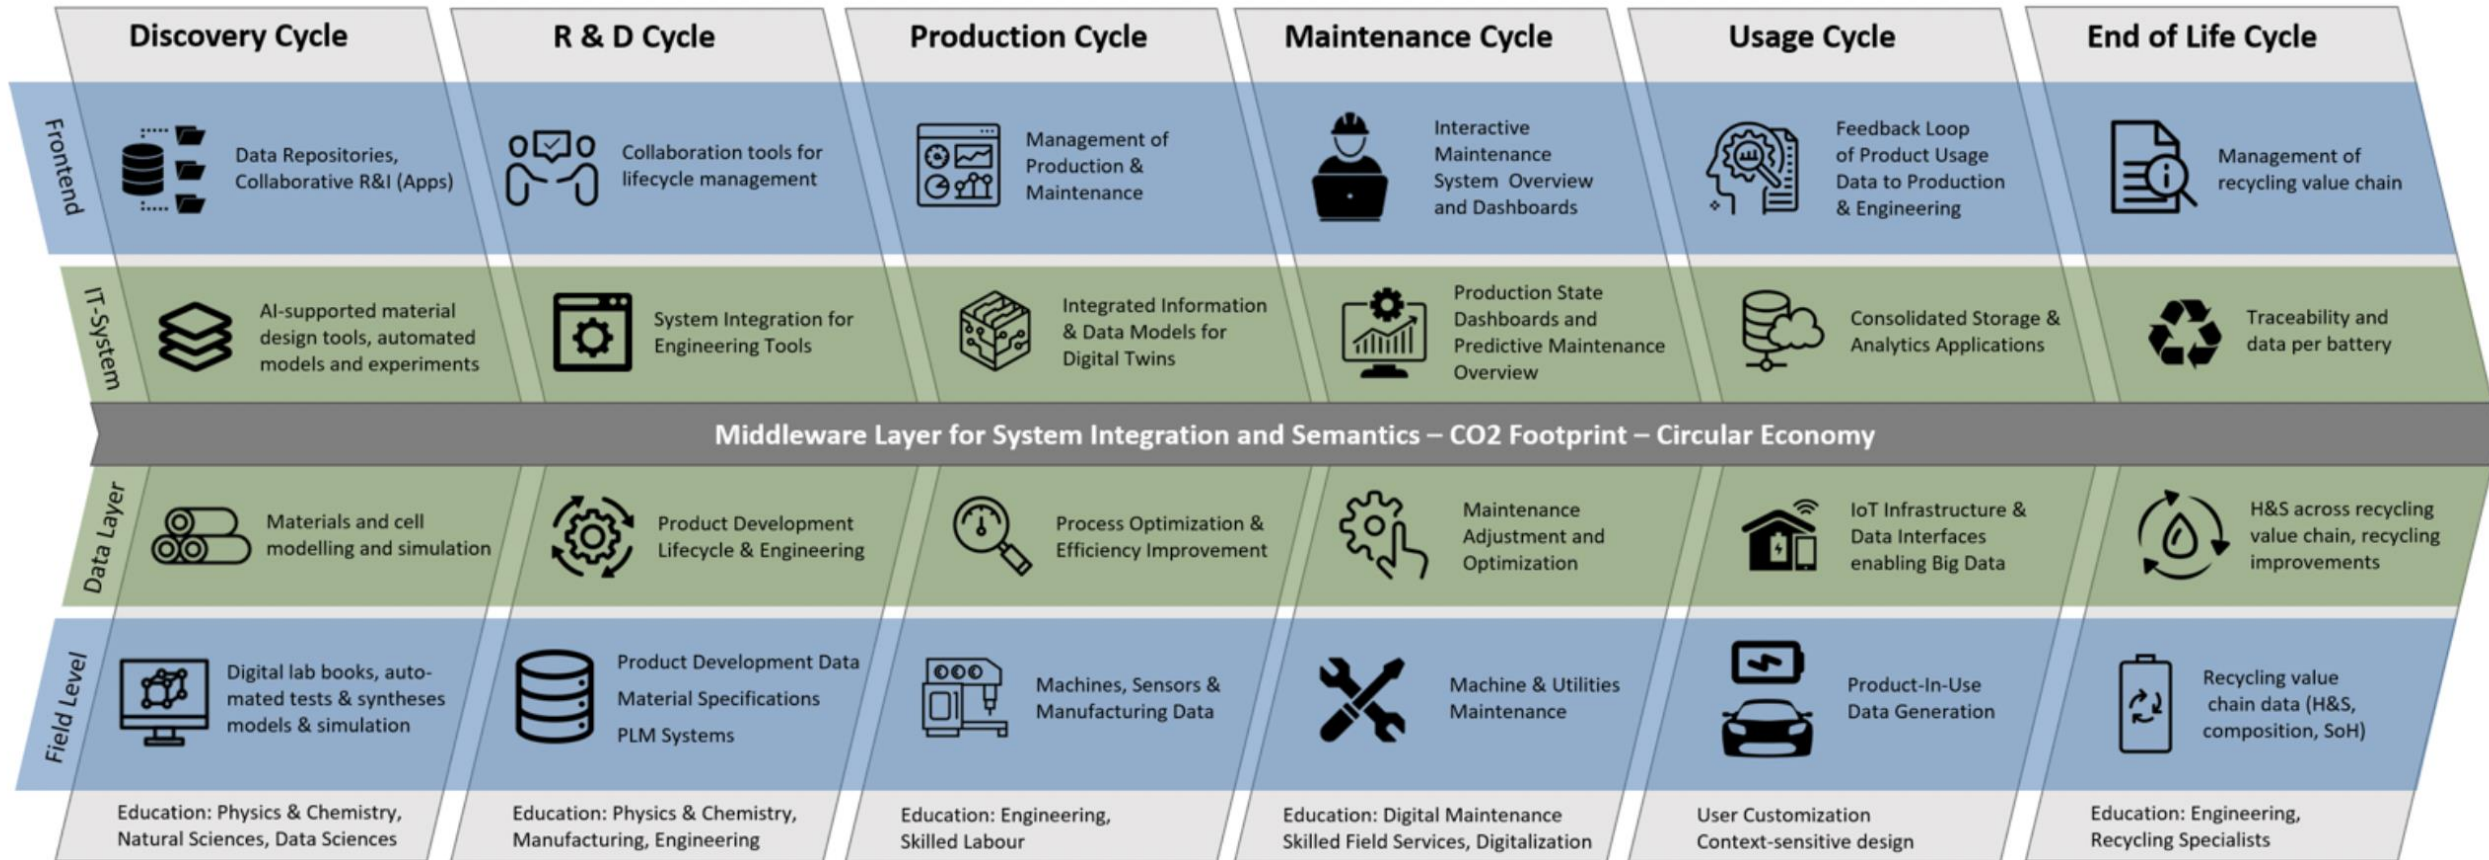 Discovery Cycle
R & D Cycle
Production Cycle
Maintenance Cycle
Usage Cycle
End of Life Cycle
Frontend
Data Repositories,
Collaborative R&I (Apps)
Collaboration tools for
lifecycle management
Management of
Production &
Maintenance
Interactive
Maintenance
System Overview
and Dashboards
Feedback Loop
of Product Usage
Data to Production
& Engineering
Management of
recycling value chain
IT-System
AI-supported material
design tools, automated
models and experiments
System Integration for
Engineering Tools
Integrated Information
& Data Models for
Digital Twins
Production State
Dashboards and
Predictive Maintenance
Overview
Consolidated Storage &
Analytics Applications
Traceability and
data per battery
Middleware Layer for System Integration and Semantics – CO2 Footprint – Circular Economy
Data Layer
Materials and cell
modelling and simulation
Product Development
Lifecycle & Engineering
Process Optimization &
Efficiency Improvement
Maintenance
Adjustment and
Optimization
IoT Infrastructure &
Data Interfaces
enabling Big Data
H&S across recycling
value chain, recycling
improvements
Field Level
Digital lab books, auto-
mated tests & syntheses
models & simulation
Product Development Data
Material Specifications
PLM Systems
Machines, Sensors &
Manufacturing Data
Machine & Utilities
Maintenance
Product-In-Use
Data Generation
Recycling value
chain data (H&S,
composition, SoH)
Education: Physics & Chemistry,
Natural Sciences, Data Sciences
Education: Physics & Chemistry,
Manufacturing, Engineering
Education: Engineering,
Skilled Labour
Education: Digital Maintenance
Skilled Field Services, Digitalization
User Customization
Context-sensitive design
Education: Engineering,
Recycling Specialists